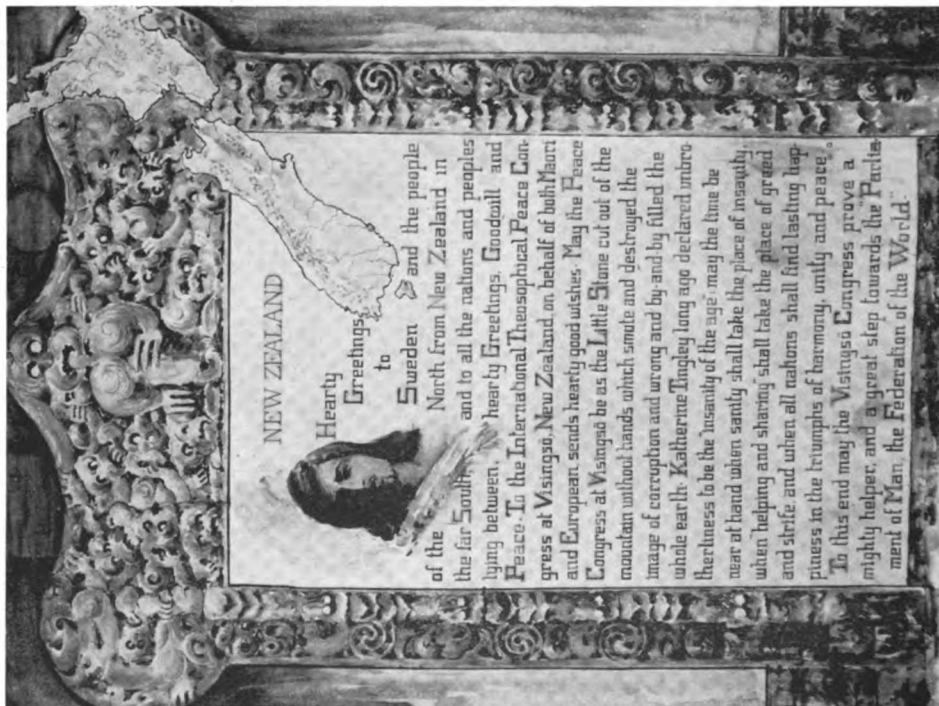 NEW ZEALAND
Hearty
Greetings
to
Sweden and the people
of the North from New Zealand in
the far South, and to all the nations and peoples
lying between, hearty Greetings, Goodwill and
Peace. To the International Theosophical Peace Con-
gress at Visingsö, New Zealand, on behalf of both Maori
and European sends hearty good wishes. May the Peace
Congress at Visingsö be as the Little Stone cut out of the
mountain without hands which smote and destroyed the
image of corruption and wrong and by and by filled the
whole earth. Katherine Tingley long ago declared unbro-
therliness to be the insanity of the age: may the time be
near at hand when sanity shall take the place of insanity
when helping and sharing shall take the place of greed
and strife, and when all nations shall find lasting hap-
piness in the triumphs of harmony, unity and peace.
To this end may the Visingsö Congress prove a
mighty helper, and a great step towards the "Parlia-
ment of Man, the Federation of the World."